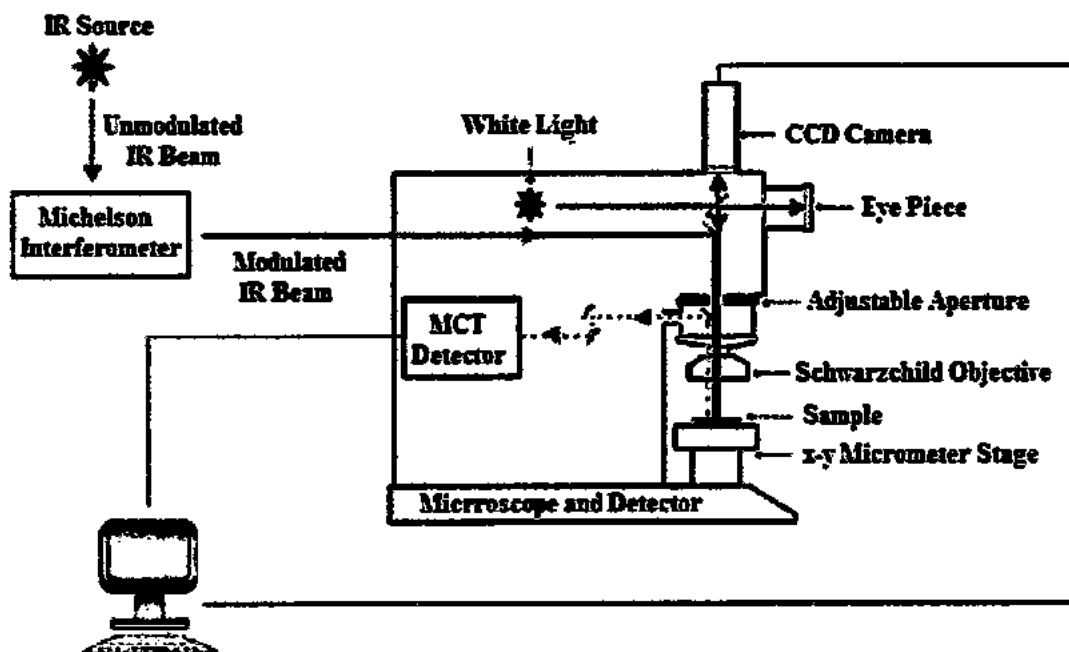 IR Source
Unmodulated
IR Beam
White Light
CCD Camera
Michelson
Interferometer
Eye Piece
Modulated
IR Beam
Adjustable Aperture
MCT
Detector
Schwarzchild Objective
Sample
x-y Micrometer Stage
Micrroscope and Detector